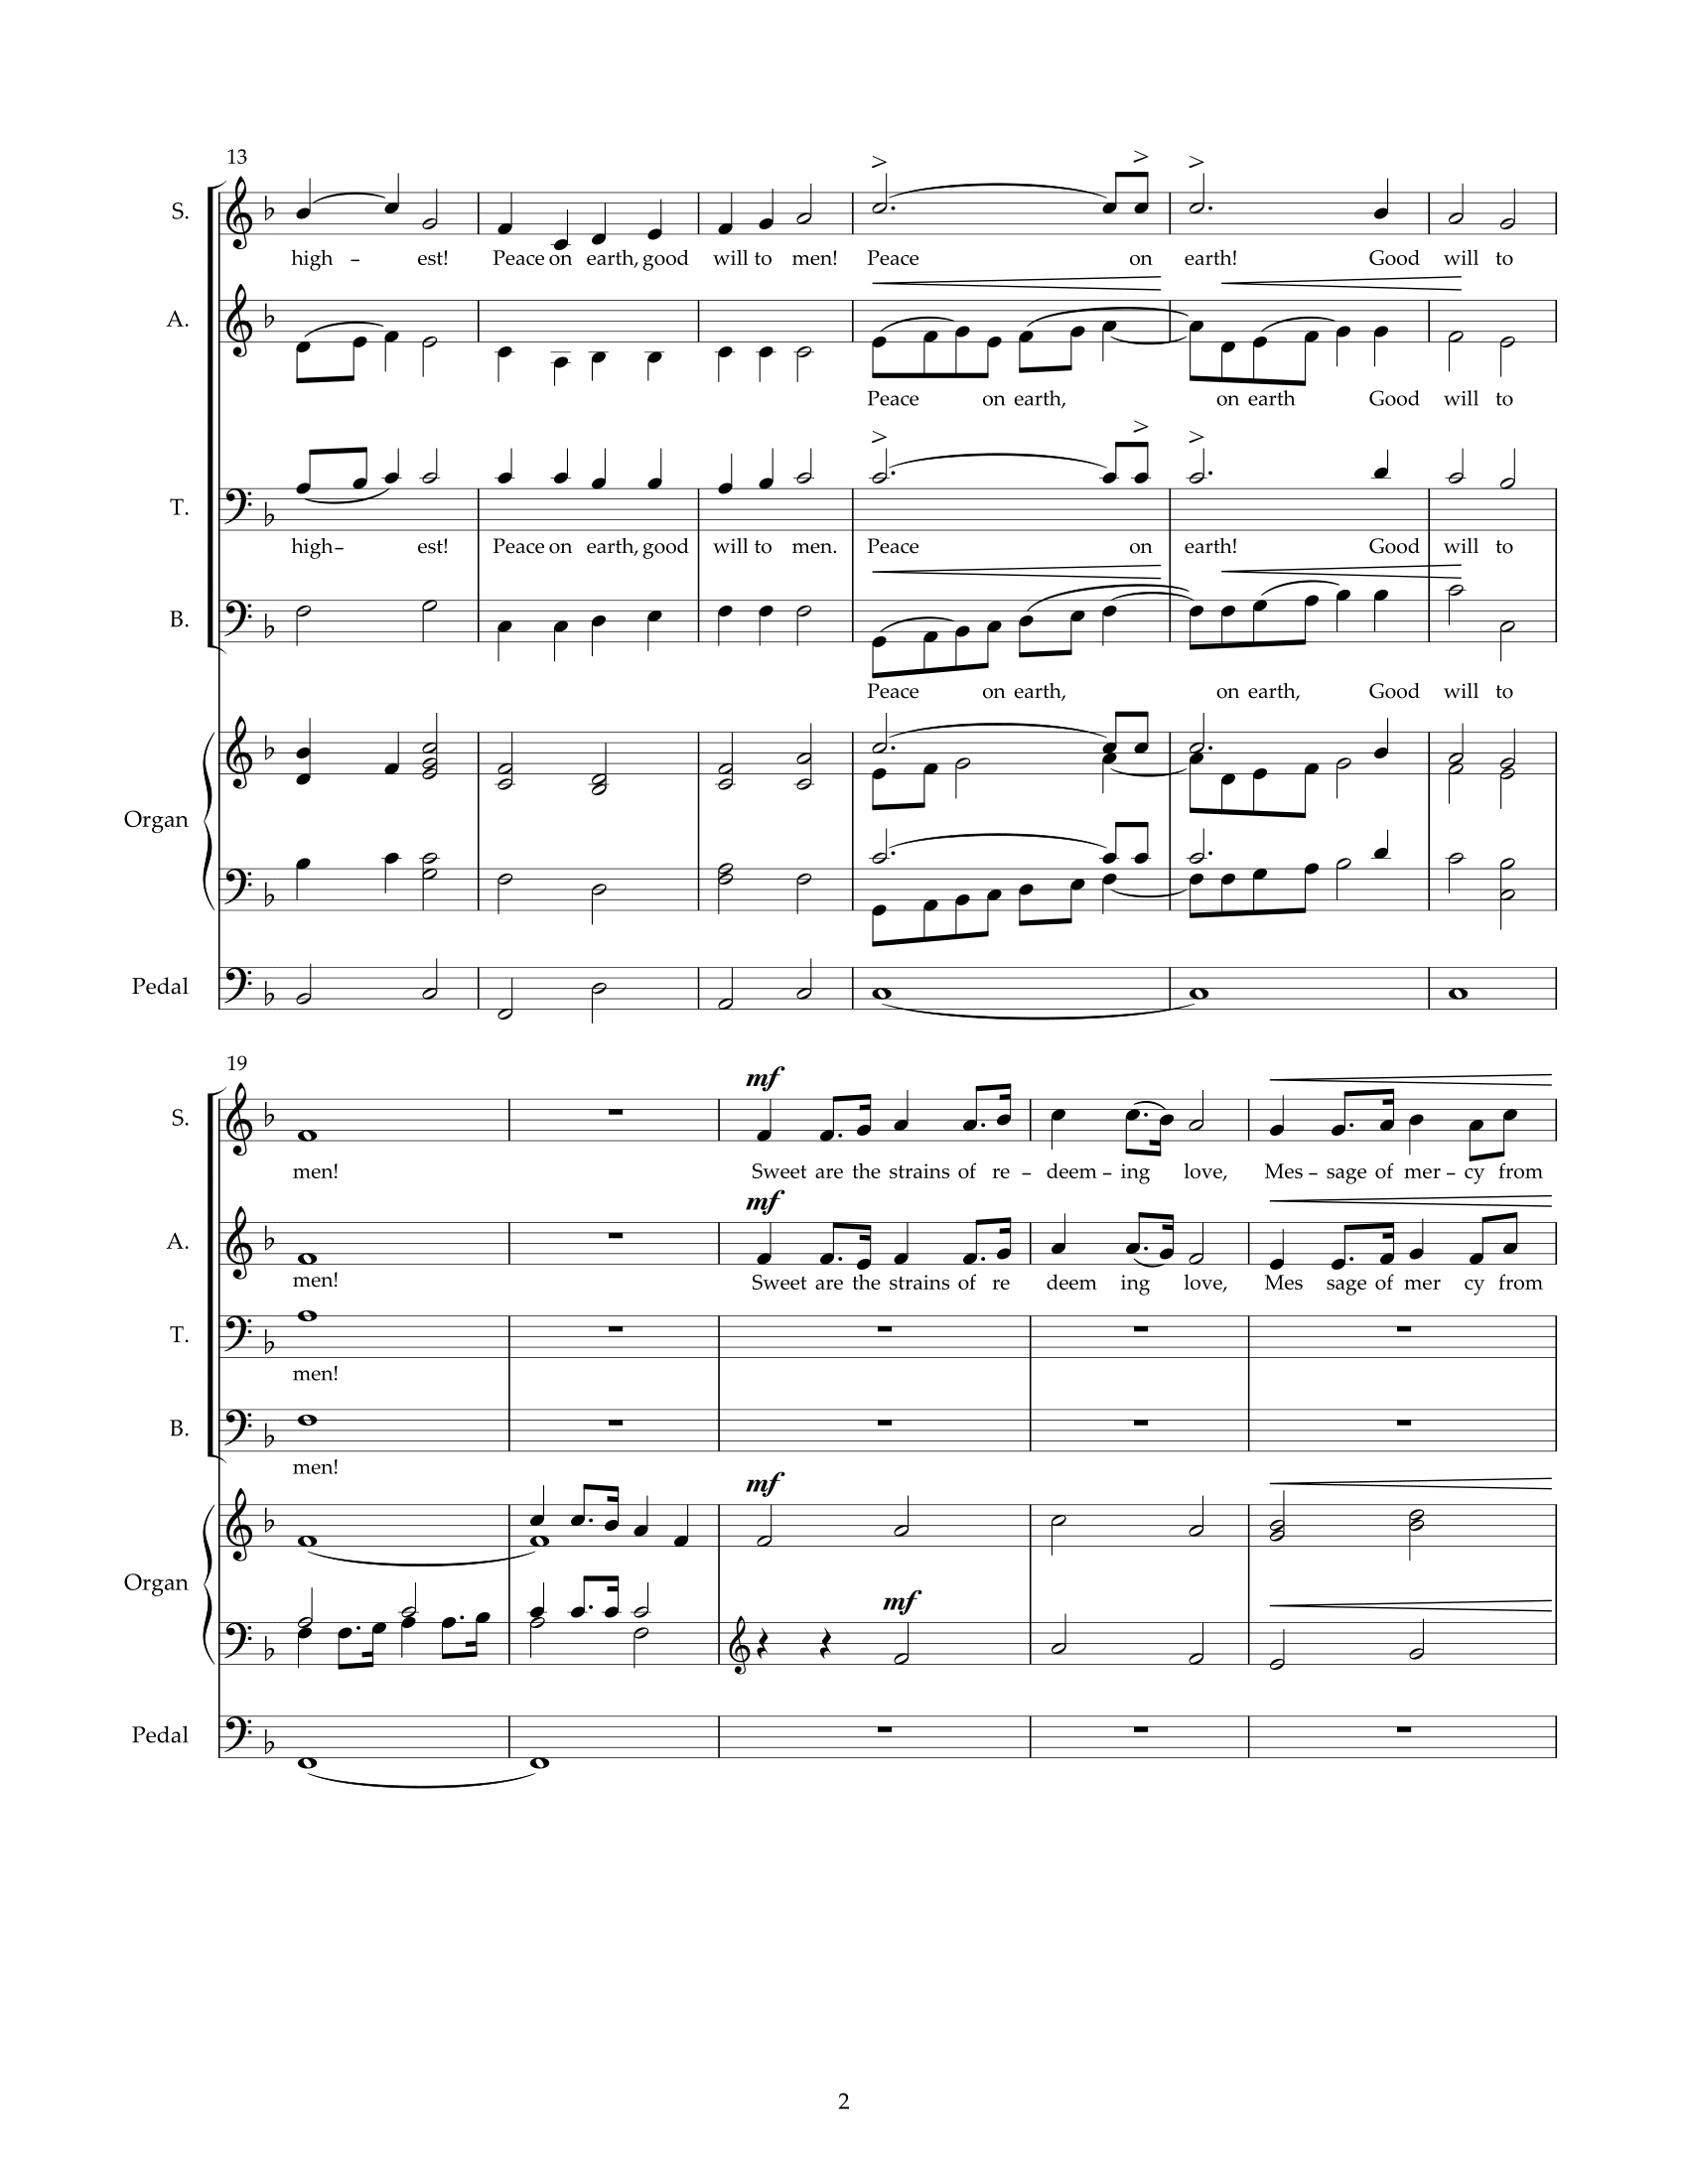 13
S.
high - est! Peace on earth, good will to men! Peace on earth! Good will to
A.
Peace on earth, on earth Good will to
T.
high - est! Peace on earth, good will to men. Peace on earth! Good will to
B.
Peace on earth, on earth, Good will to
Organ
Pedal
19
mf
S.
men! Sweet are the strains of re - deem - ing love, Mes - sage of mer - cy from
mf
A.
men! Sweet are the strains of re deem ing love, Mes sage of mer cy from
T.
men!
B.
men!
mf
Organ
mf
Pedal
2